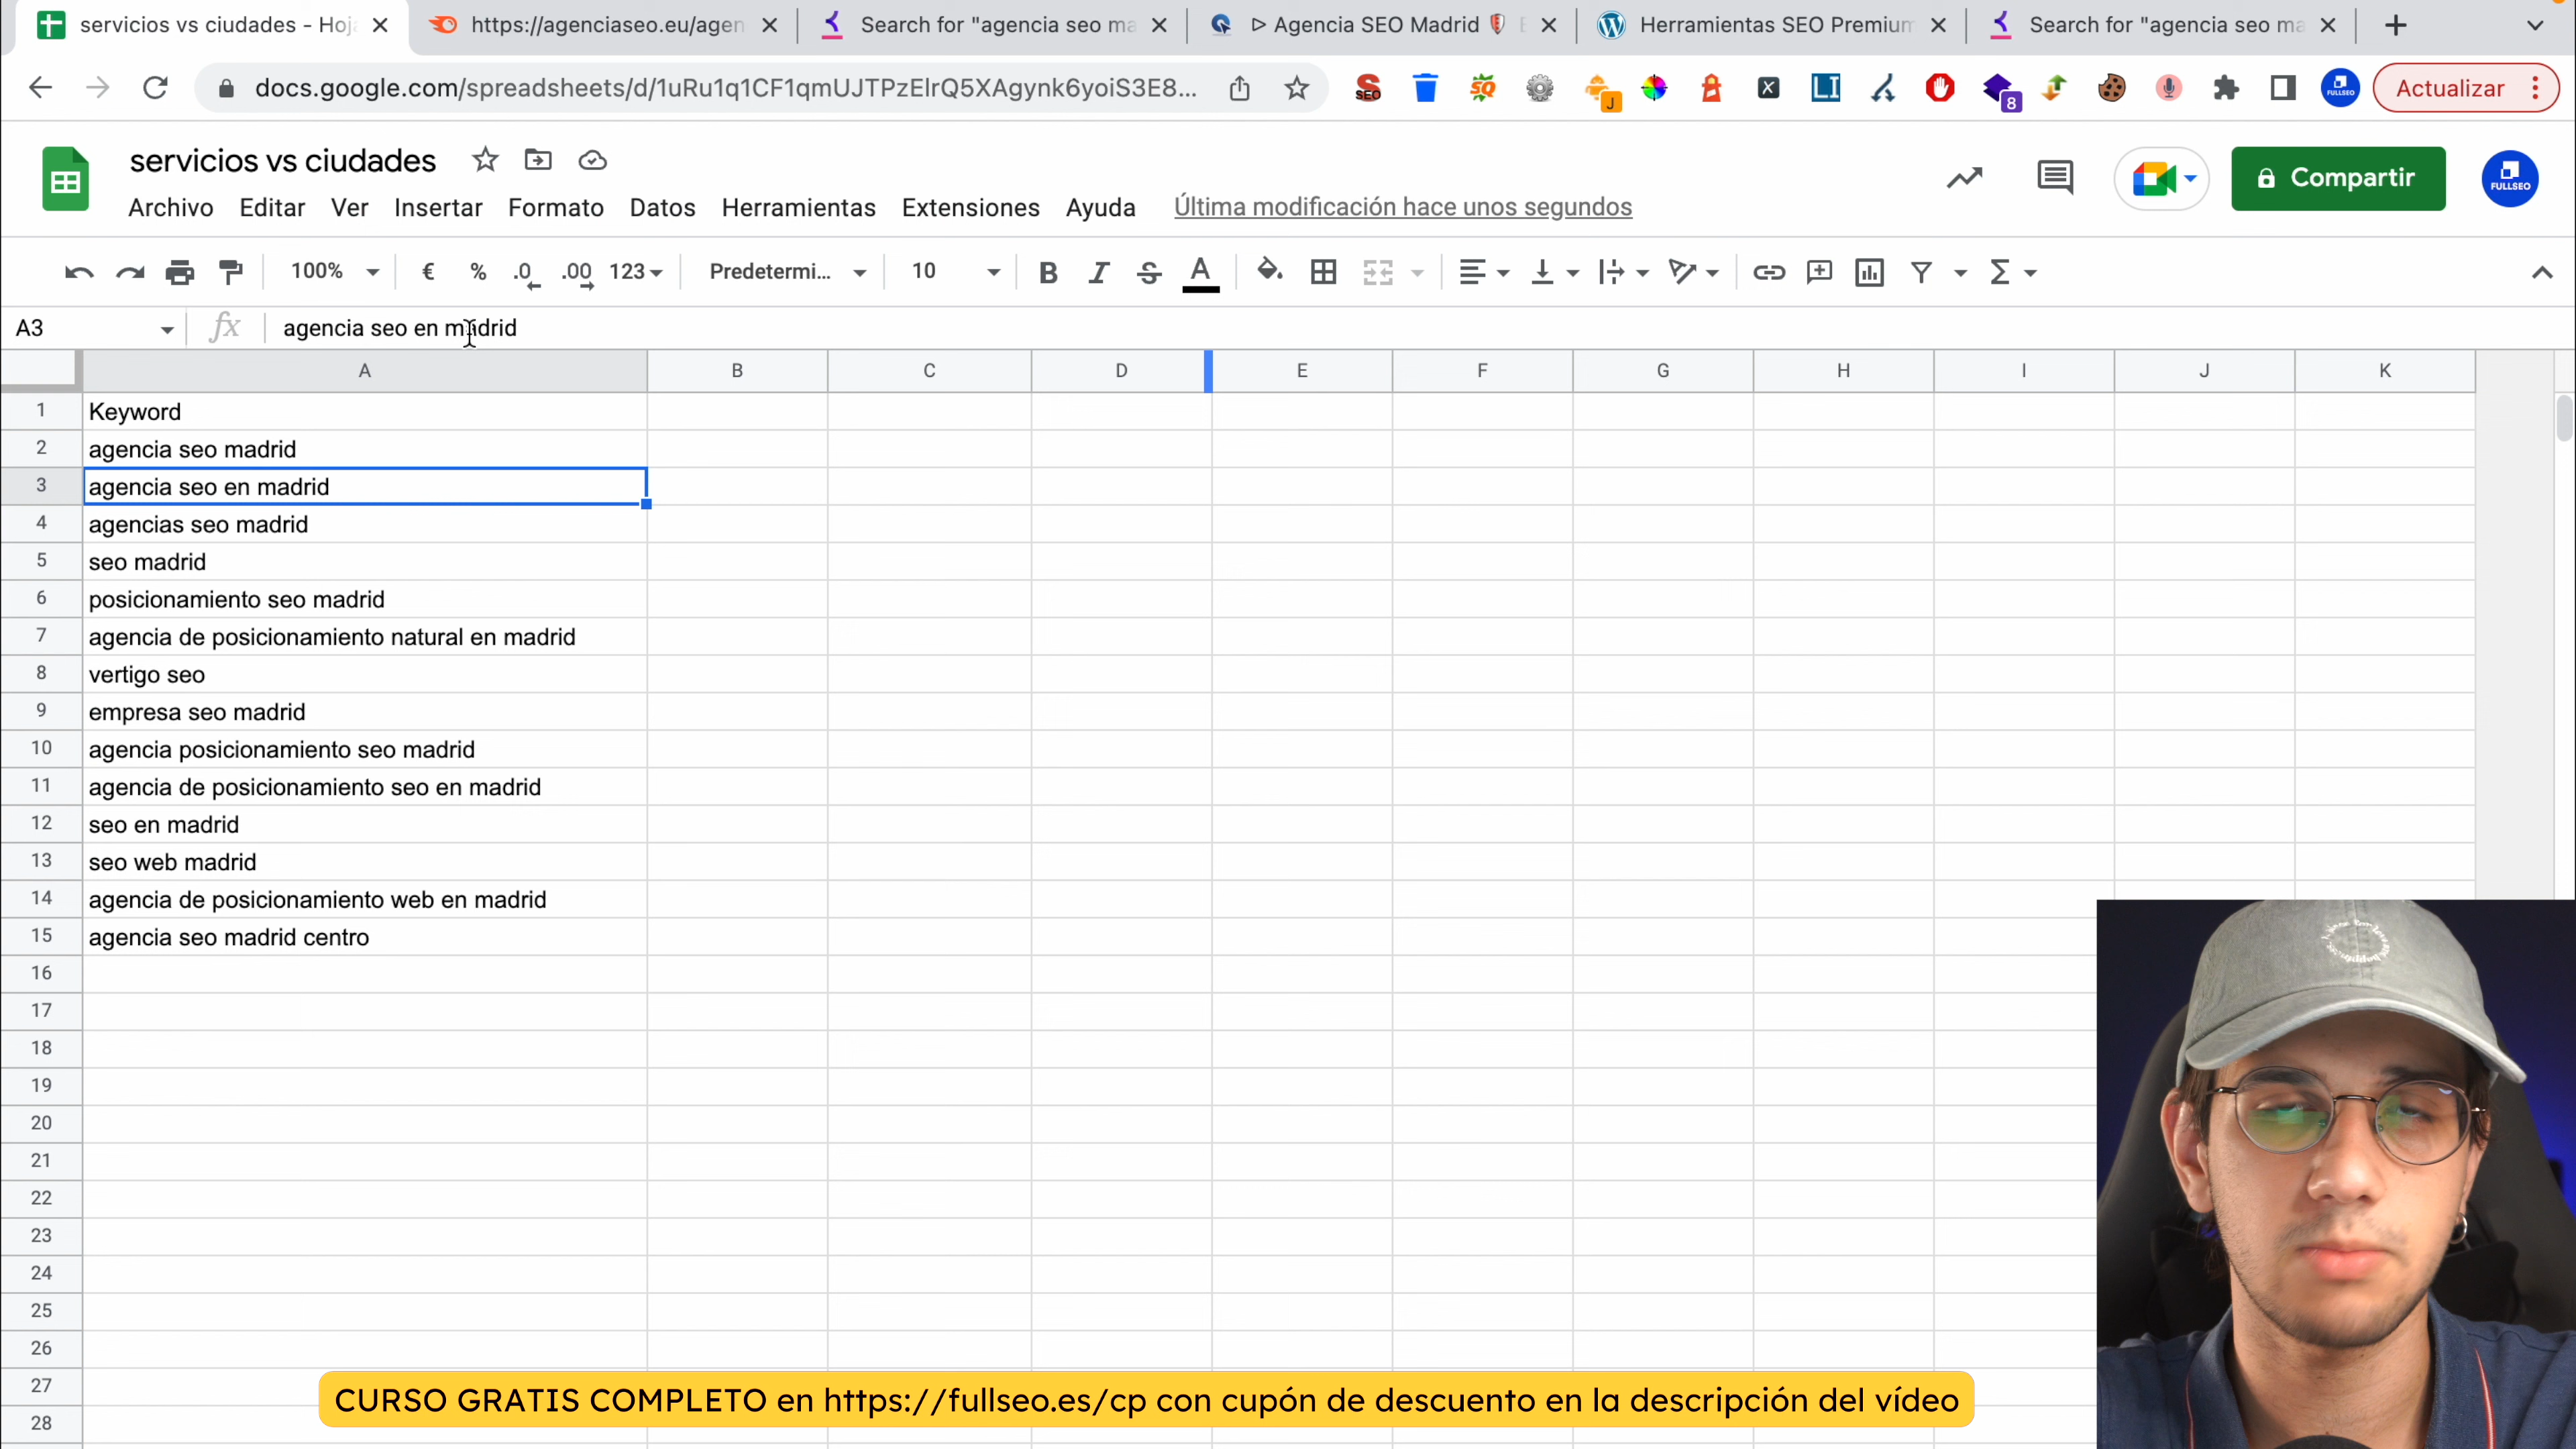 servicios vs ciudades - Hoja
https://agenciaseo.eu/agen
Search for "agencia seo ma
▷ Agencia SEO Madrid
Herramientas SEO Premium
Search for "agencia seo ma
docs.google.com/spreadsheets/d/1uRu1q1CF1qmUJTPzElrQ5XAgynk6yoiS3E8...
SEO
SQ
J
X
LI
8
FULLSEO
Actualizar
servicios vs ciudades
Archivo Editar Ver Insertar Formato Datos Herramientas Extensiones Ayuda Última modificación hace unos segundos
Compartir
FULLSEO
100% € % .0 .00 123 Predetermi... 10 B I S A Σ
A3 fx agencia seo en madrid
A B C D E F G H I J K
1 Keyword
2 agencia seo madrid
3 agencia seo en madrid
4 agencias seo madrid
5 seo madrid
6 posicionamiento seo madrid
7 agencia de posicionamiento natural en madrid
8 vertigo seo
9 empresa seo madrid
10 agencia posicionamiento seo madrid
11 agencia de posicionamiento seo en madrid
12 seo en madrid
13 seo web madrid
14 agencia de posicionamiento web en madrid
15 agencia seo madrid centro
16
17
18
19
20
21
22
23
24
25
26
27
28
CURSO GRATIS COMPLETO en https://fullseo.es/cp con cupón de descuento en la descripción del vídeo